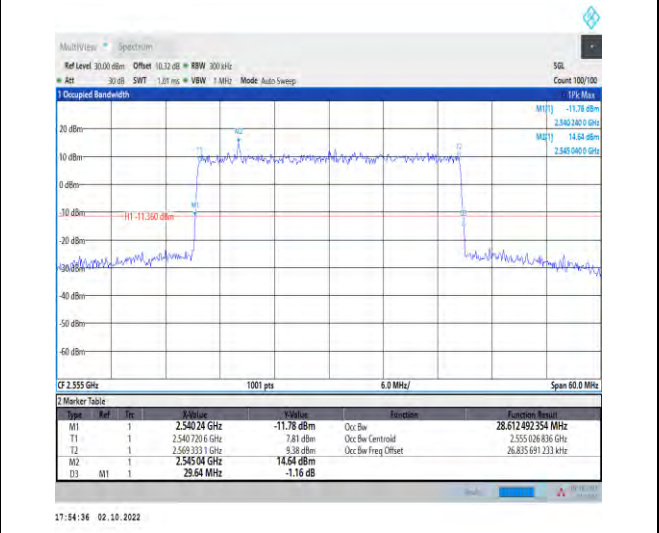 MultiView Spectrum
Ref Level 30.00 dBm Offset 10.32 dB RBW 300 kHz SGL
Att 30 dB SWT 1.01 ms VBW 1 MHz Mode Auto Sweep Count 100/100
1 Occupied Bandwidth 1Pk Max
M1[1] -11.78 dBm
2.540 240 0 GHz
M2[1] 14.64 dBm
2.545 040 0 GHz
20 dBm
M2
T1 T2
10 dBm
0 dBm
M1
-10 dBm H1 -11.360 dBm D3
-20 dBm
-30 dBm
-40 dBm
-50 dBm
-60 dBm
CF 2.555 GHz 1001 pts 6.0 MHz/ Span 60.0 MHz
2 Marker Table
Type Ref Trc X-Value Y-Value Function Function Result
M1 1 2.54024 GHz -11.78 dBm Occ Bw 28.612 492 354 MHz
T1 1 2.540 720 6 GHz 7.81 dBm Occ Bw Centroid 2.555 026 836 GHz
T2 1 2.569 333 1 GHz 9.38 dBm Occ Bw Freq Offset 26.835 691 233 kHz
M2 1 2.54504 GHz 14.64 dBm
D3 M1 1 29.64 MHz -1.16 dB
17:54:36 02.10.2022